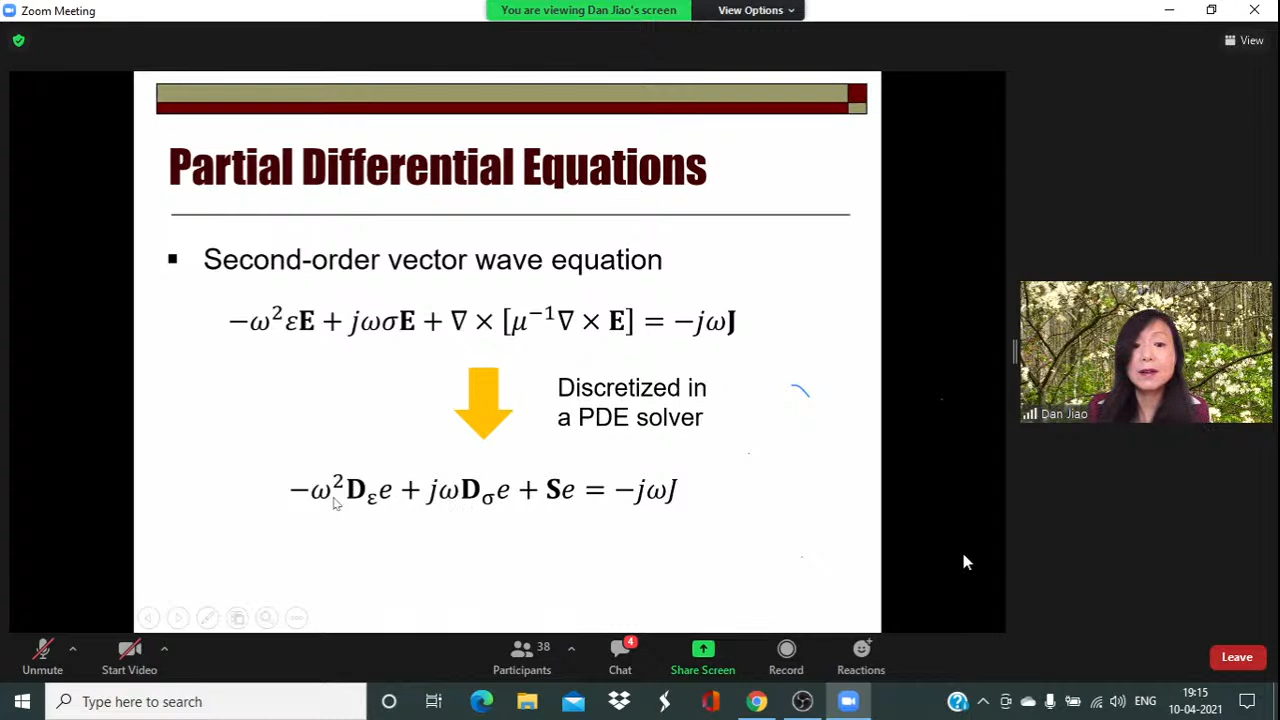 Zoom Meeting
You are viewing Dan Jiao's screen
View Options
View
Partial Differential Equations
▪ Second-order vector wave equation
−ω²εE + jωσE + ∇ × [μ⁻¹∇ × E] = −jωJ
Discretized in
a PDE solver
−ω²D_ε e + jωD_σ e + Se = −jωJ
Dan Jiao
Unmute
Start Video
38
Participants
4
Chat
Share Screen
Record
Reactions
Leave
Type here to search
ENG
19:15
10-04-2021